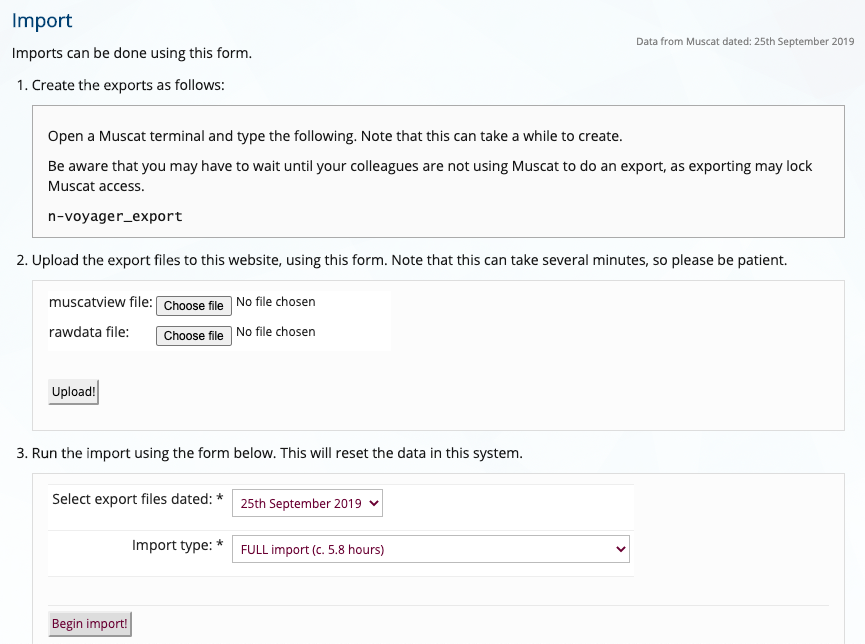 Import
Data from Muscat dated: 25th September 2019
Imports can be done using this form.
1. Create the exports as follows:
Open a Muscat terminal and type the following. Note that this can take a while to create.
Be aware that you may have to wait until your colleagues are not using Muscat to do an export, as exporting may lock
Muscat access.
n-voyager_export
2. Upload the export files to this website, using this form. Note that this can take several minutes, so please be patient.
muscatview file: Choose file No file chosen
rawdata file: Choose file No file chosen
Upload!
3. Run the import using the form below. This will reset the data in this system.
Select export files dated: * 25th September 2019
Import type: * FULL import (c. 5.8 hours)
Begin import!